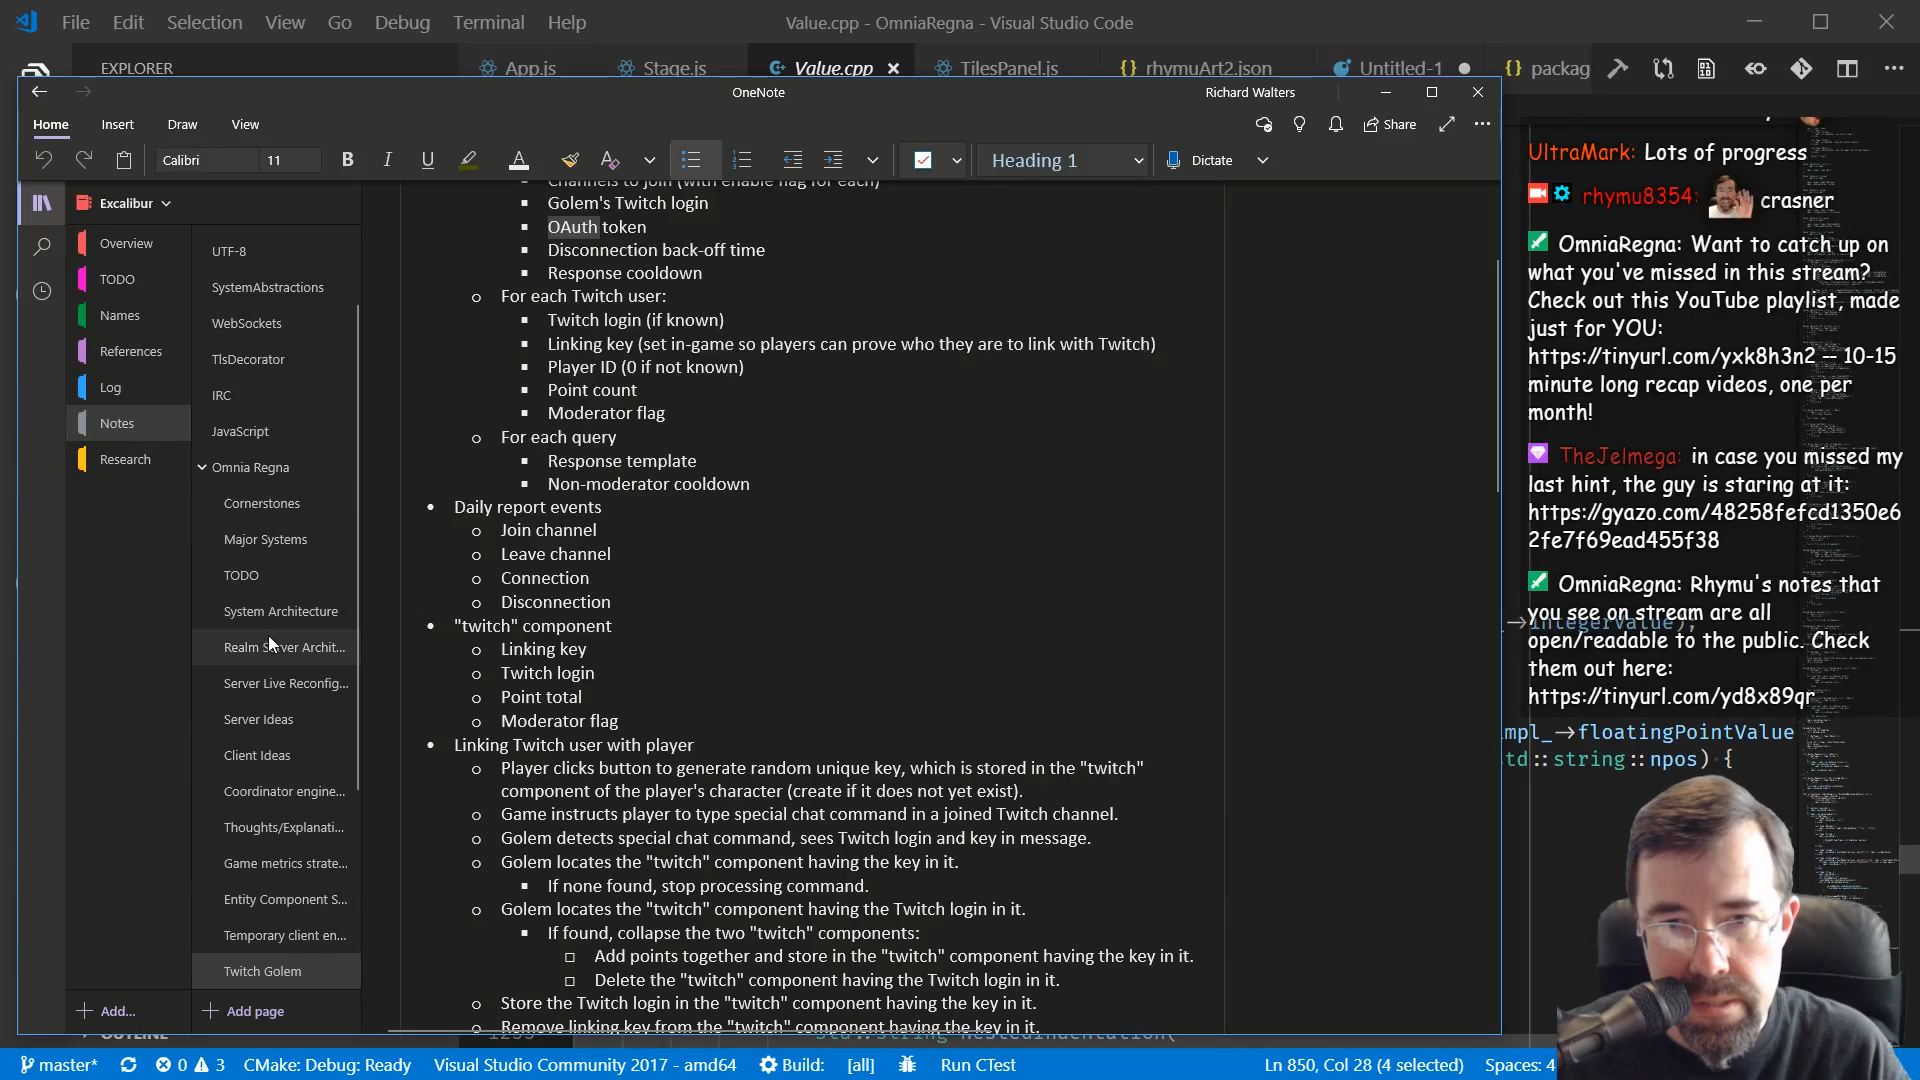 File Edit Selection View Go Debug Terminal Help
Value.cpp - OmniaRegna - Visual Studio Code
EXPLORER
App.js
Stage.js
Value.cpp
TilesPanel.js
rhymuArt2.json
Untitled-1
packag
OneNote
Richard Walters
Home Insert Draw View
Share
Calibri
11
B I U A
Heading 1
Dictate
Excalibur
Overview
TODO
Names
References
Log
Notes
Research
Add...
UTF-8
SystemAbstractions
WebSockets
TlsDecorator
IRC
JavaScript
Omnia Regna
Cornerstones
Major Systems
TODO
System Architecture
Realm Server Archit...
Server Live Reconfig...
Server Ideas
Client Ideas
Coordinator engine...
Thoughts/Explanati...
Game metrics strate...
Entity Component S...
Temporary client en...
Twitch Golem
Add page
Channels to join (with enable flag for each)
Golem's Twitch login
OAuth token
Disconnection back-off time
Response cooldown
For each Twitch user:
Twitch login (if known)
Linking key (set in-game so players can prove who they are to link with Twitch)
Player ID (0 if not known)
Point count
Moderator flag
For each query
Response template
Non-moderator cooldown
Daily report events
Join channel
Leave channel
Connection
Disconnection
"twitch" component
Linking key
Twitch login
Point total
Moderator flag
Linking Twitch user with player
Player clicks button to generate random unique key, which is stored in the "twitch"
component of the player's character (create if it does not yet exist).
Game instructs player to type special chat command in a joined Twitch channel.
Golem detects special chat command, sees Twitch login and key in message.
Golem locates the "twitch" component having the key in it.
If none found, stop processing command.
Golem locates the "twitch" component having the Twitch login in it.
If found, collapse the two "twitch" components:
Add points together and store in the "twitch" component having the key in it.
Delete the "twitch" component having the Twitch login in it.
Store the Twitch login in the "twitch" component having the key in it.
Remove linking key from the "twitch" component having the key in it.
UltraMark: Lots of progress
rhymu8354: crasner
OmniaRegna: Want to catch up on
what you've missed in this stream?
Check out this YouTube playlist, made
just for YOU:
https://tinyurl.com/yxk8h3n2 -- 10-15
minute long recap videos, one per
month!
TheJelmega: in case you missed my
last hint, the guy is staring at it:
https://gyazo.com/48258fefcd1350e6
2fe7f69ead455f38
OmniaRegna: Rhymu's notes that
you see on stream are all
open/readable to the public. Check
them out here:
https://tinyurl.com/yd8x89qr
_->integerValue);
mpl_->floatingPointValue
td::string::npos) {
OUTLINE
std::string nestedIndentation(
master*
0 3
CMake: Debug: Ready
Visual Studio Community 2017 - amd64
Build:
[all]
Run CTest
Ln 850, Col 28 (4 selected)
Spaces: 4